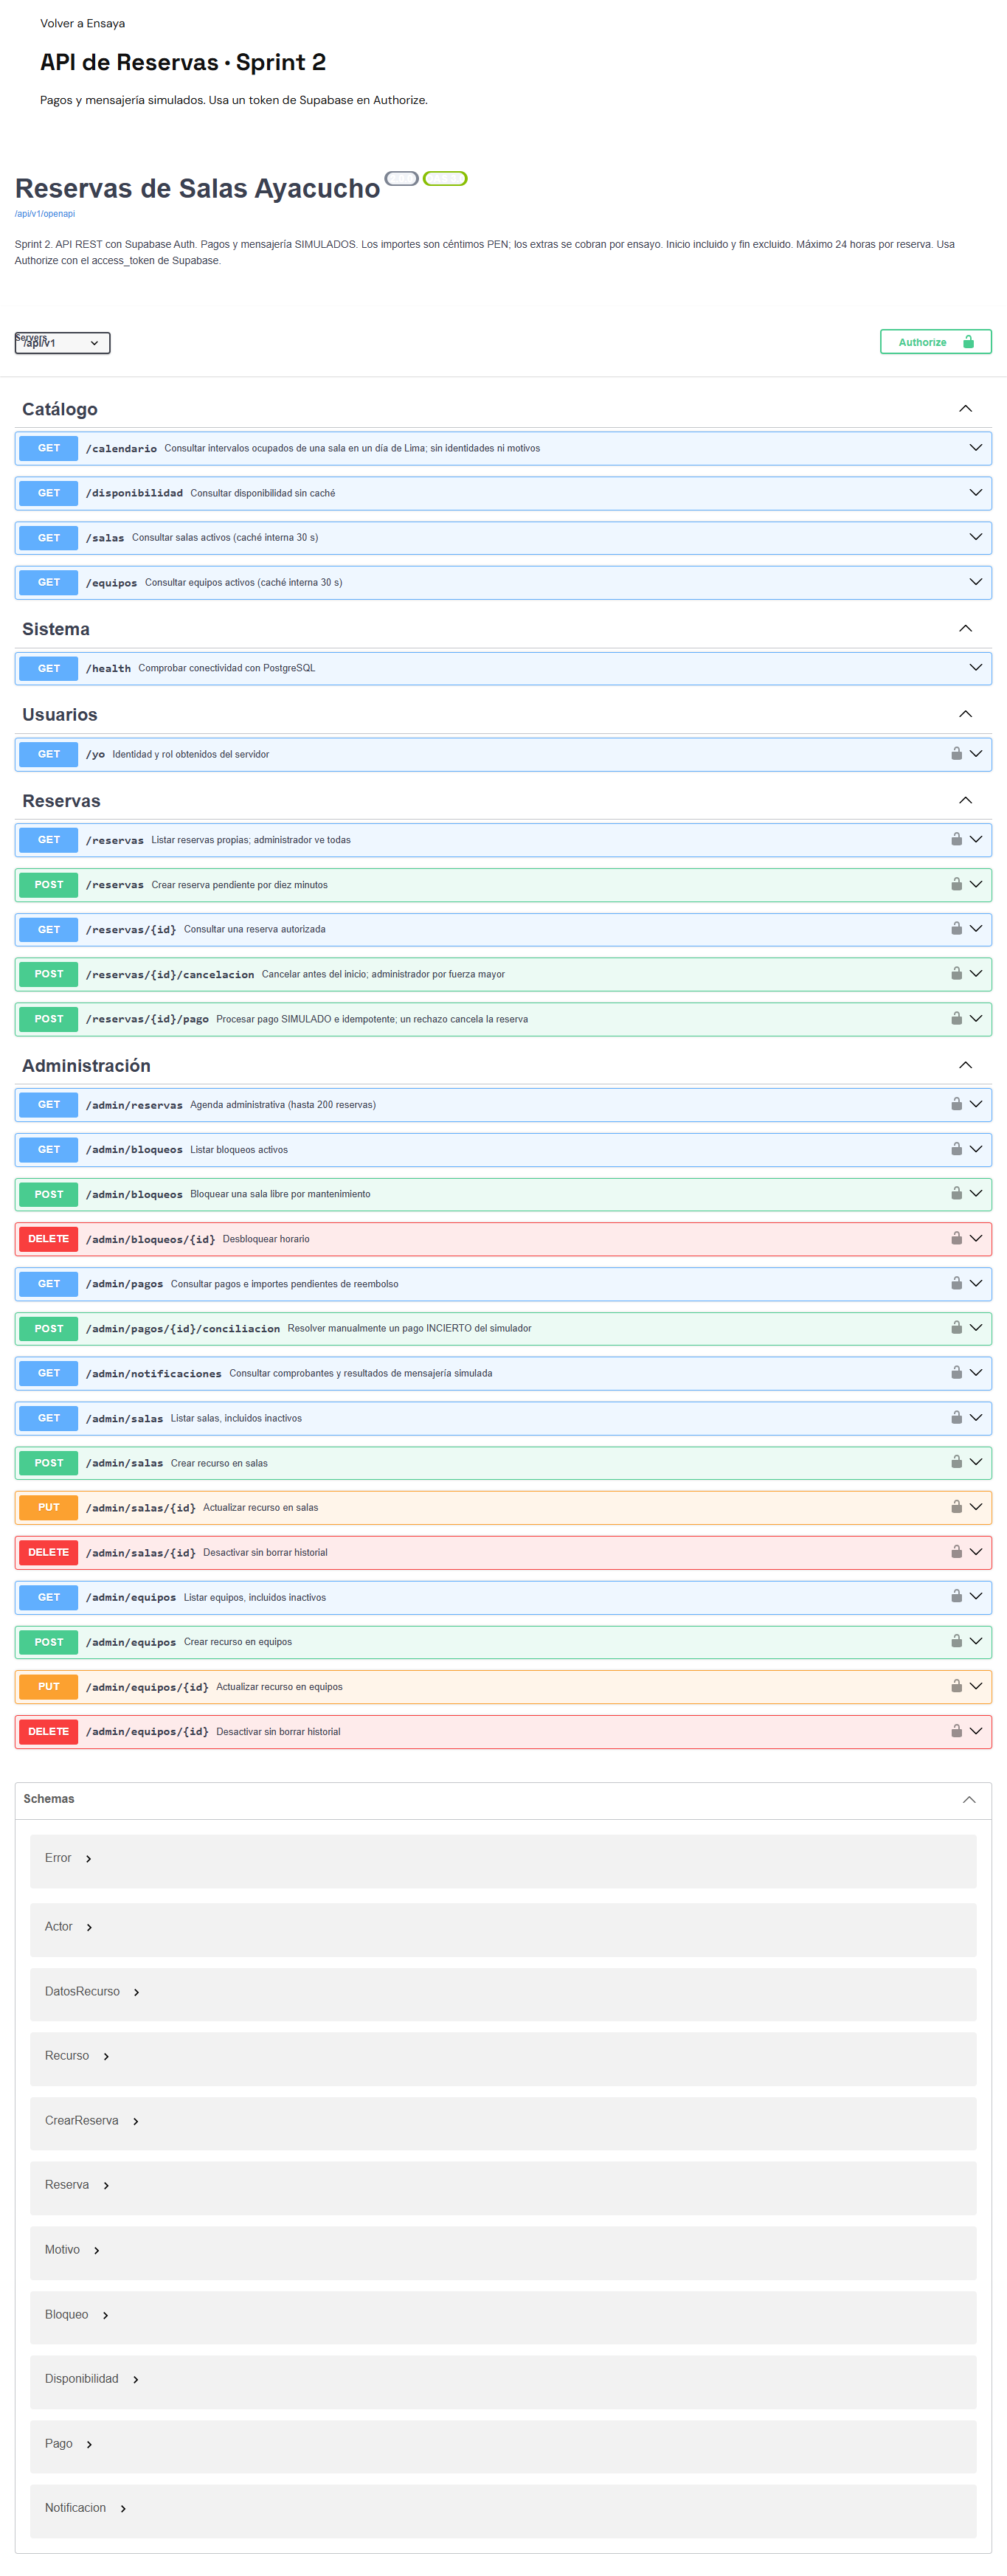 Volver a Ensaya
API de Reservas · Sprint 2
Pagos y mensajería simulados. Usa un token de Supabase en Authorize.
Reservas de Salas Ayacucho
/api/v1/openapi
Sprint 2. API REST con Supabase Auth. Pagos y mensajería SIMULADOS. Los importes son céntimos PEN; los extras se cobran por ensayo. Inicio incluido y fin excluido. Máximo 24 horas por reserva. Usa
Authorize con el access_token de Supabase.
Servers
/api/v1
Authorize
Catálogo
GET /calendario Consultar intervalos ocupados de una sala en un día de Lima; sin identidades ni motivos
GET /disponibilidad Consultar disponibilidad sin caché
GET /salas Consultar salas activos (caché interna 30 s)
GET /equipos Consultar equipos activos (caché interna 30 s)
Sistema
GET /health Comprobar conectividad con PostgreSQL
Usuarios
GET /yo Identidad y rol obtenidos del servidor
Reservas
GET /reservas Listar reservas propias; administrador ve todas
POST /reservas Crear reserva pendiente por diez minutos
GET /reservas/{id} Consultar una reserva autorizada
POST /reservas/{id}/cancelacion Cancelar antes del inicio; administrador por fuerza mayor
POST /reservas/{id}/pago Procesar pago SIMULADO e idempotente; un rechazo cancela la reserva
Administración
GET /admin/reservas Agenda administrativa (hasta 200 reservas)
GET /admin/bloqueos Listar bloqueos activos
POST /admin/bloqueos Bloquear una sala libre por mantenimiento
DELETE /admin/bloqueos/{id} Desbloquear horario
GET /admin/pagos Consultar pagos e importes pendientes de reembolso
POST /admin/pagos/{id}/conciliacion Resolver manualmente un pago INCIERTO del simulador
GET /admin/notificaciones Consultar comprobantes y resultados de mensajería simulada
GET /admin/salas Listar salas, incluidos inactivos
POST /admin/salas Crear recurso en salas
PUT /admin/salas/{id} Actualizar recurso en salas
DELETE /admin/salas/{id} Desactivar sin borrar historial
GET /admin/equipos Listar equipos, incluidos inactivos
POST /admin/equipos Crear recurso en equipos
PUT /admin/equipos/{id} Actualizar recurso en equipos
DELETE /admin/equipos/{id} Desactivar sin borrar historial
Schemas
Error
Actor
DatosRecurso
Recurso
CrearReserva
Reserva
Motivo
Bloqueo
Disponibilidad
Pago
Notificacion